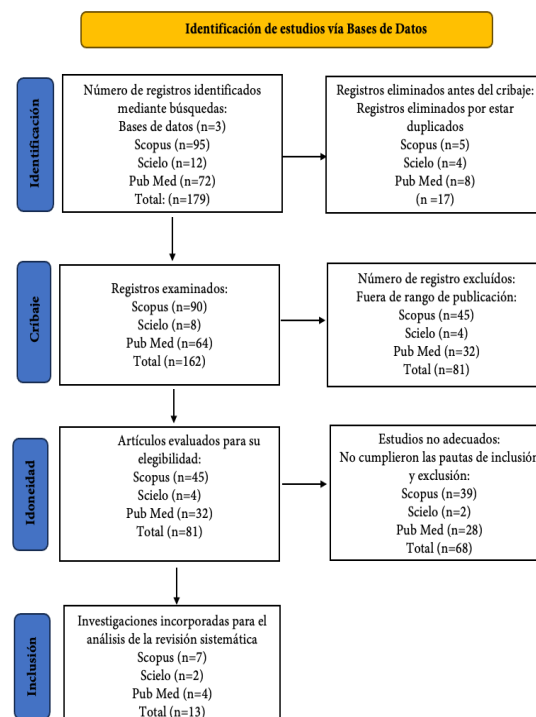 Identificación de estudios vía Bases de Datos
Identificación
Número de registros identificados
mediante búsquedas:
Bases de datos (n=3)
Scopus (n=95)
Scielo (n=12)
Pub Med (n=72)
Total: (n=179)
Registros eliminados antes del cribaje:
Registros eliminados por estar
duplicados
Scopus (n=5)
Scielo (n=4)
Pub Med (n=8)
(n =17)
Cribaje
Registros examinados:
Scopus (n=90)
Scielo (n=8)
Pub Med (n=64)
Total (n=162)
Número de registro excluídos:
Fuera de rango de publicación:
Scopus (n=45)
Scielo (n=4)
Pub Med (n=32)
Total (n=81)
Idoneidad
Artículos evaluados para su
elegibilidad:
Scopus (n=45)
Scielo (n=4)
Pub Med (n=32)
Total (n=81)
Estudios no adecuados:
No cumplieron las pautas de inclusión
y exclusión:
Scopus (n=39)
Scielo (n=2)
Pub Med (n=28)
Total (n=68)
Inclusión
Investigaciones incorporadas para el
análisis de la revisión sistemática
Scopus (n=7)
Scielo (n=2)
Pub Med (n=4)
Total (n=13)